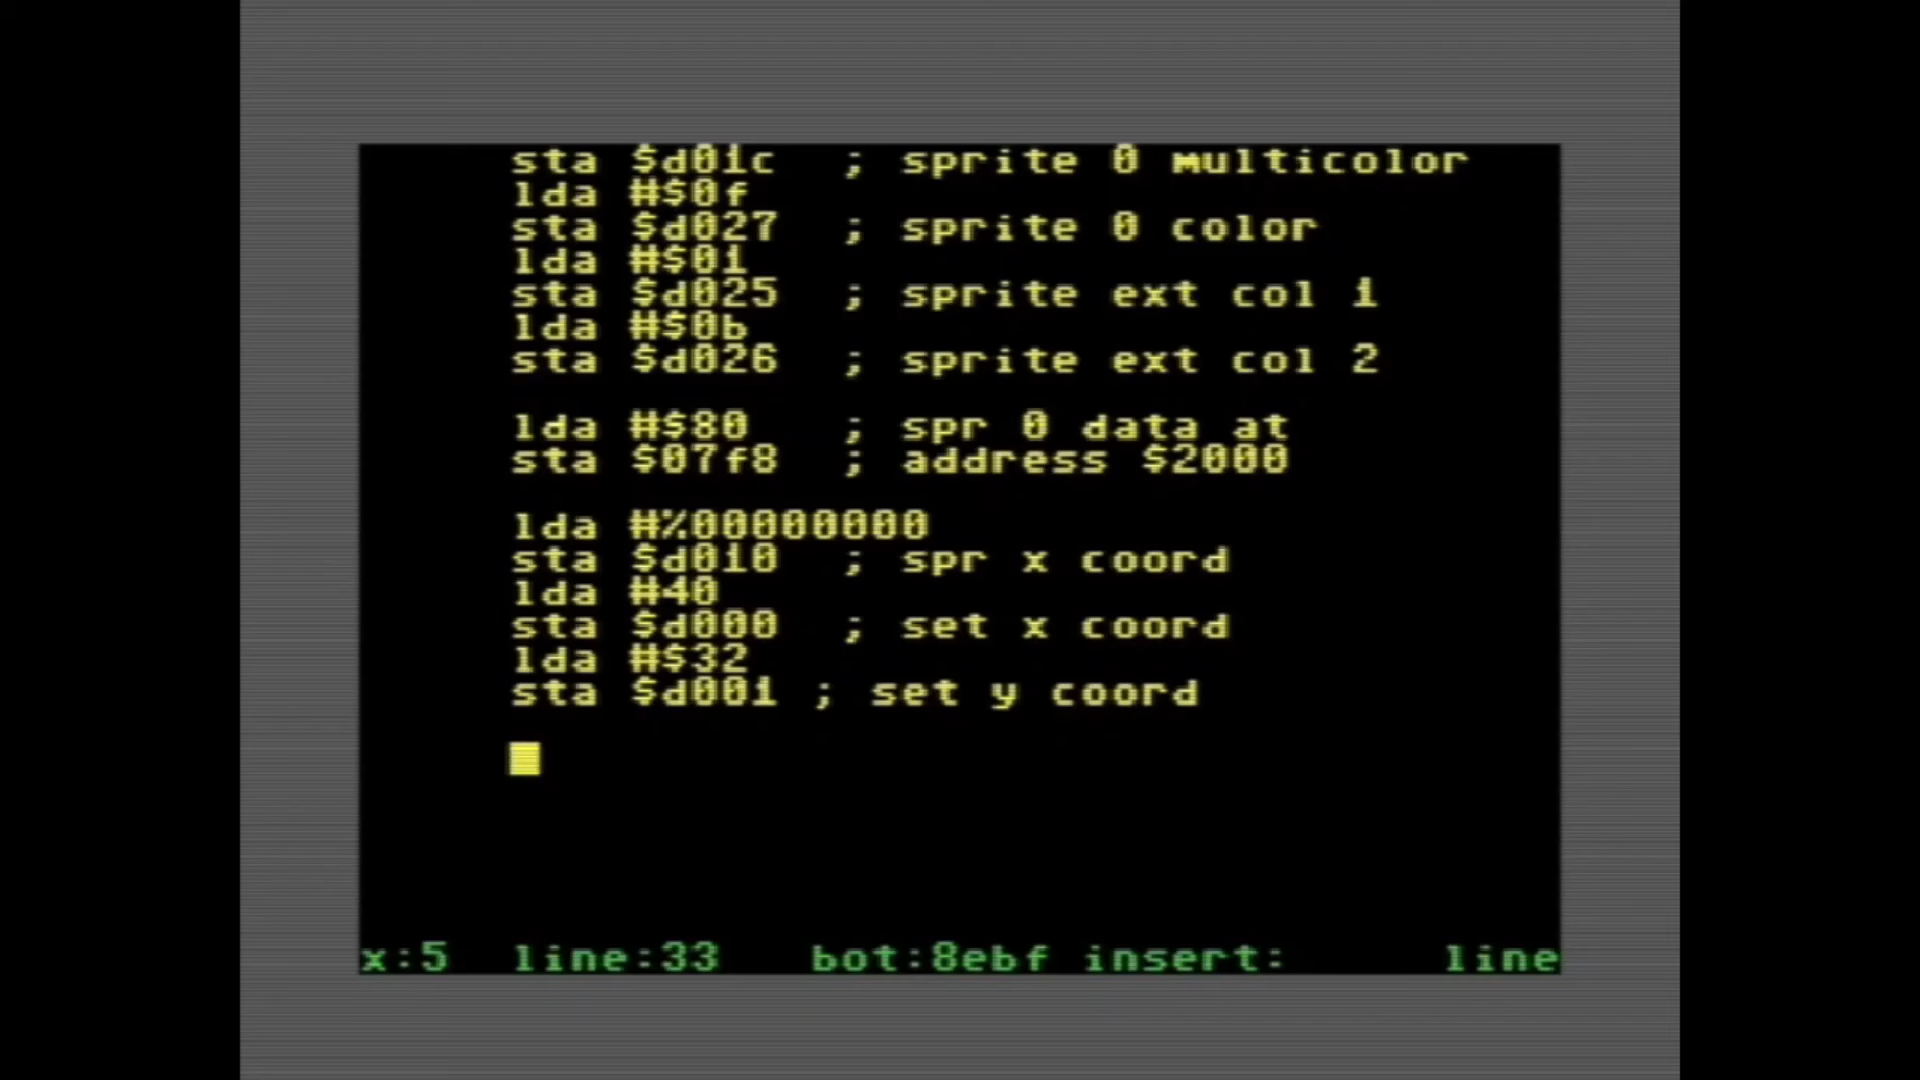 sta $d01c  ; sprite 0 multicolor
lda #$0f
sta $d027  ; sprite 0 color
lda #$01
sta $d025  ; sprite ext col 1
lda #$0b
sta $d026  ; sprite ext col 2
lda #$80   ; spr 0 data at
sta $07f8  ; address $2000
lda #%00000000
sta $d010  ; spr x coord
lda #40
sta $d000  ; set x coord
lda #$32
sta $d001 ; set y coord
x:5  line:33   bot:8ebf insert:     line